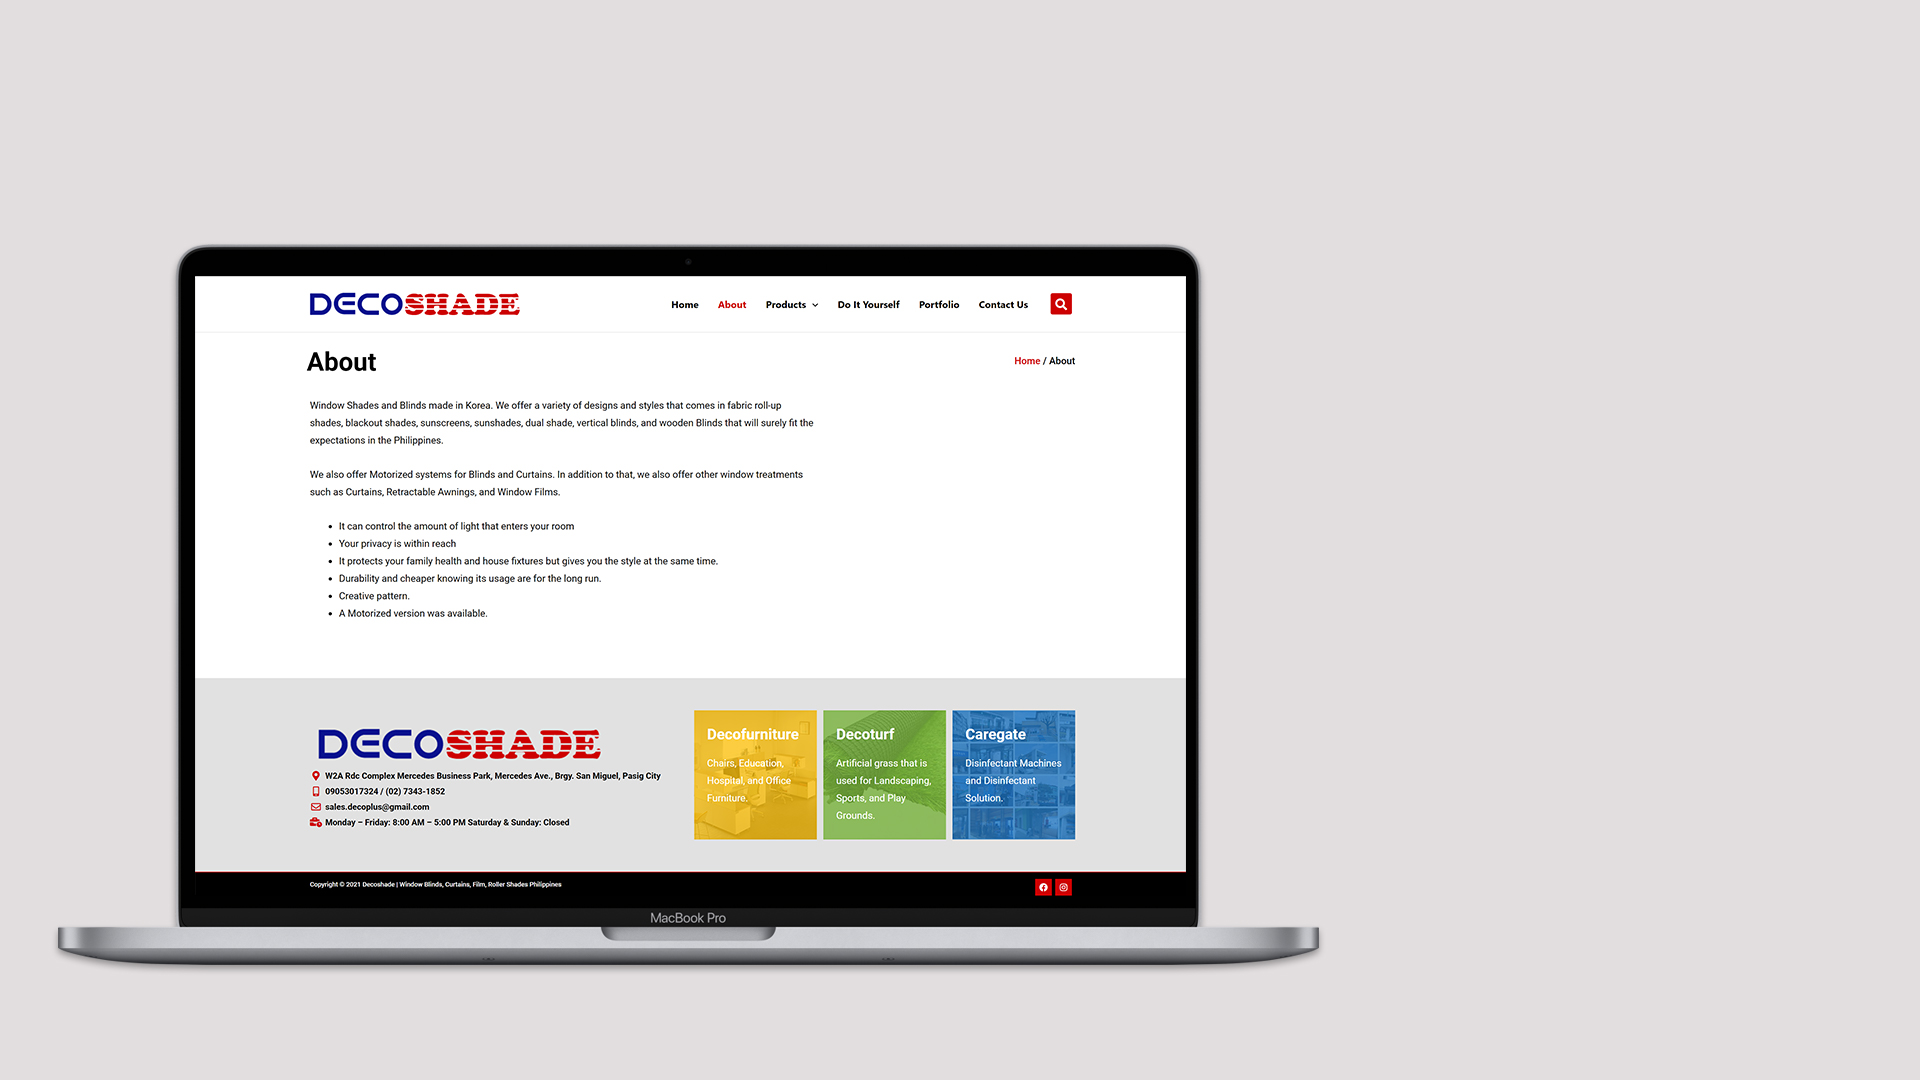 DECOSHADE
Home About Products Do It Yourself Portfolio Contact Us
About
Home / About
Window Shades and Blinds made in Korea. We offer a variety of designs and styles that comes in fabric roll-up
shades, blackout shades, sunscreens, sunshades, dual shade, vertical blinds, and wooden Blinds that will surely fit the
expectations in the Philippines.
We also offer Motorized systems for Blinds and Curtains. In addition to that, we also offer other window treatments
such as Curtains, Retractable Awnings, and Window Films.
• It can control the amount of light that enters your room
• Your privacy is within reach
• It protects your family health and house fixtures but gives you the style at the same time.
• Durability and cheaper knowing its usage are for the long run.
• Creative pattern.
• A Motorized version was available.
DECOSHADE
W2A Rdc Complex Mercedes Business Park, Mercedes Ave., Brgy. San Miguel, Pasig City
09053017324 / (02) 7343-1852
sales.decoplus@gmail.com
Monday – Friday: 8:00 AM – 5:00 PM Saturday & Sunday: Closed
Decofurniture
Chairs, Education,
Hospital, and Office
Furniture.
Decoturf
Artificial grass that is
used for Landscaping,
Sports, and Play
Grounds.
Caregate
Disinfectant Machines
and Disinfectant
Solution.
Copyright © 2021 Decoshade | Window Blinds, Curtains, Film, Roller Shades Philippines
MacBook Pro